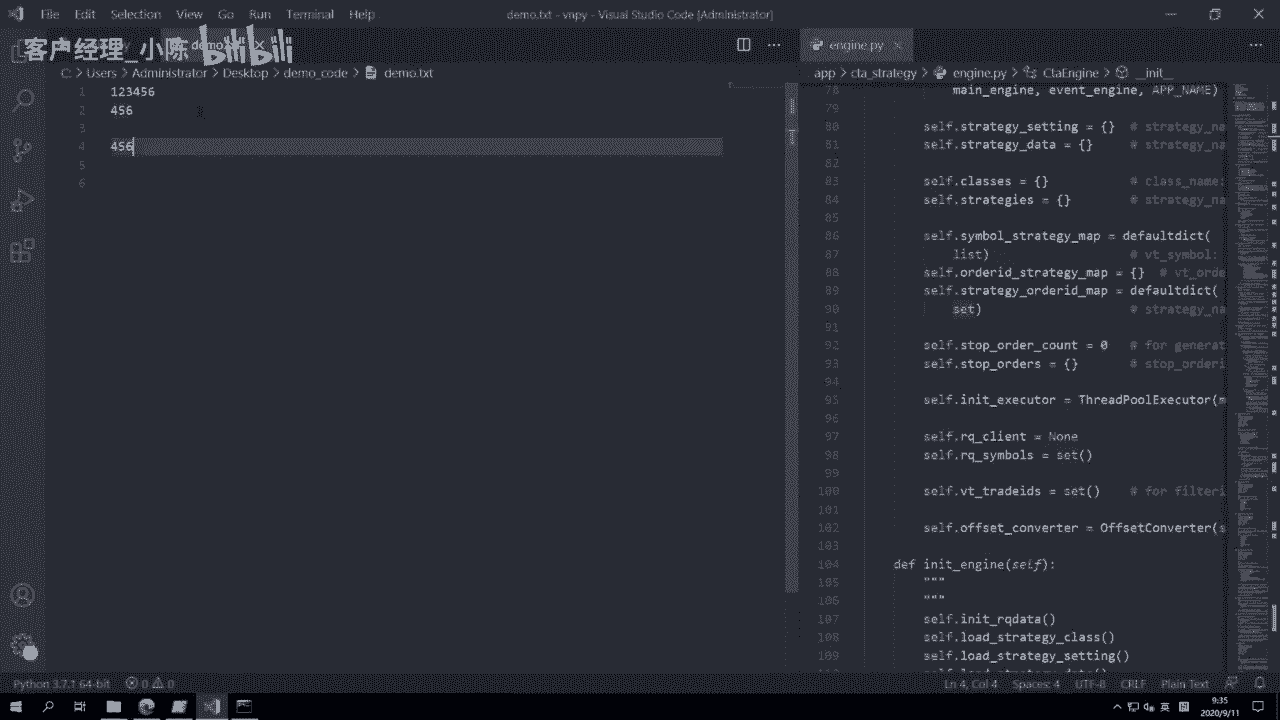 File Edit Selection View Go Run Terminal Help
demo.txt - vnpy - Visual Studio Code [Administrator]
客户经理_小陈 bilibili
engine.py
C: > Users > Administrator > Desktop > demo_code > demo.txt
app > cta_strategy > engine.py > CtaEngine > __init__
1 123456
2 456
3
4 456
5
6
78 main_engine, event_engine, APP_NAME)
79
80 self.strategy_setting = {} # strategy_na
81 self.strategy_data = {} # strategy_na
82
83 self.classes = {} # class_name:
84 self.strategies = {} # strategy_na
85
86 self.symbol_strategy_map = defaultdict(
87 list) # vt_symbol:
88 self.orderid_strategy_map = {} # vt_orde
89 self.strategy_orderid_map = defaultdict(
90 set) # strategy_na
91
92 self.stop_order_count = 0 # for generat
93 self.stop_orders = {} # stop_orderi
94
95 self.init_executor = ThreadPoolExecutor(m
96
97 self.rq_client = None
98 self.rq_symbols = set()
99
100 self.vt_tradeids = set() # for filteri
101
102 self.offset_converter = OffsetConverter(s
103
104 def init_engine(self):
105 """
106 """
107 self.init_rqdata()
108 self.load_strategy_class()
109 self.load_strategy_setting()
Python 3.7.1 64-bit 0 0
Ln 4, Col 4 Spaces: 4 UTF-8 CRLF Plain Text
英
9:35
2020/9/11